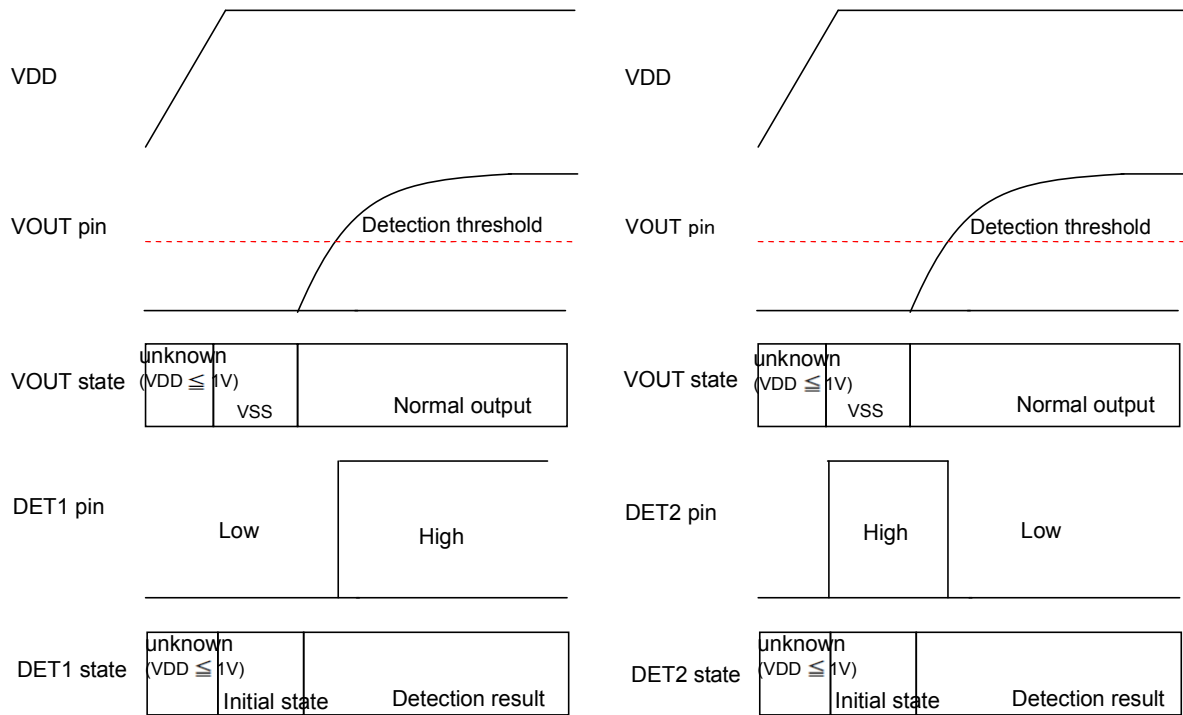 VDD
VOUT pin
Detection threshold
VOUT state
unknown
(VDD ≦ 1V)
VSS
Normal output
DET1 pin
Low
High
DET1 state
unknown
(VDD ≦ 1V)
Initial state
Detection result
VDD
VOUT pin
Detection threshold
VOUT state
unknown
(VDD ≦ 1V)
VSS
Normal output
DET2 pin
High
Low
DET2 state
unknown
(VDD ≦ 1V)
Initial state
Detection result